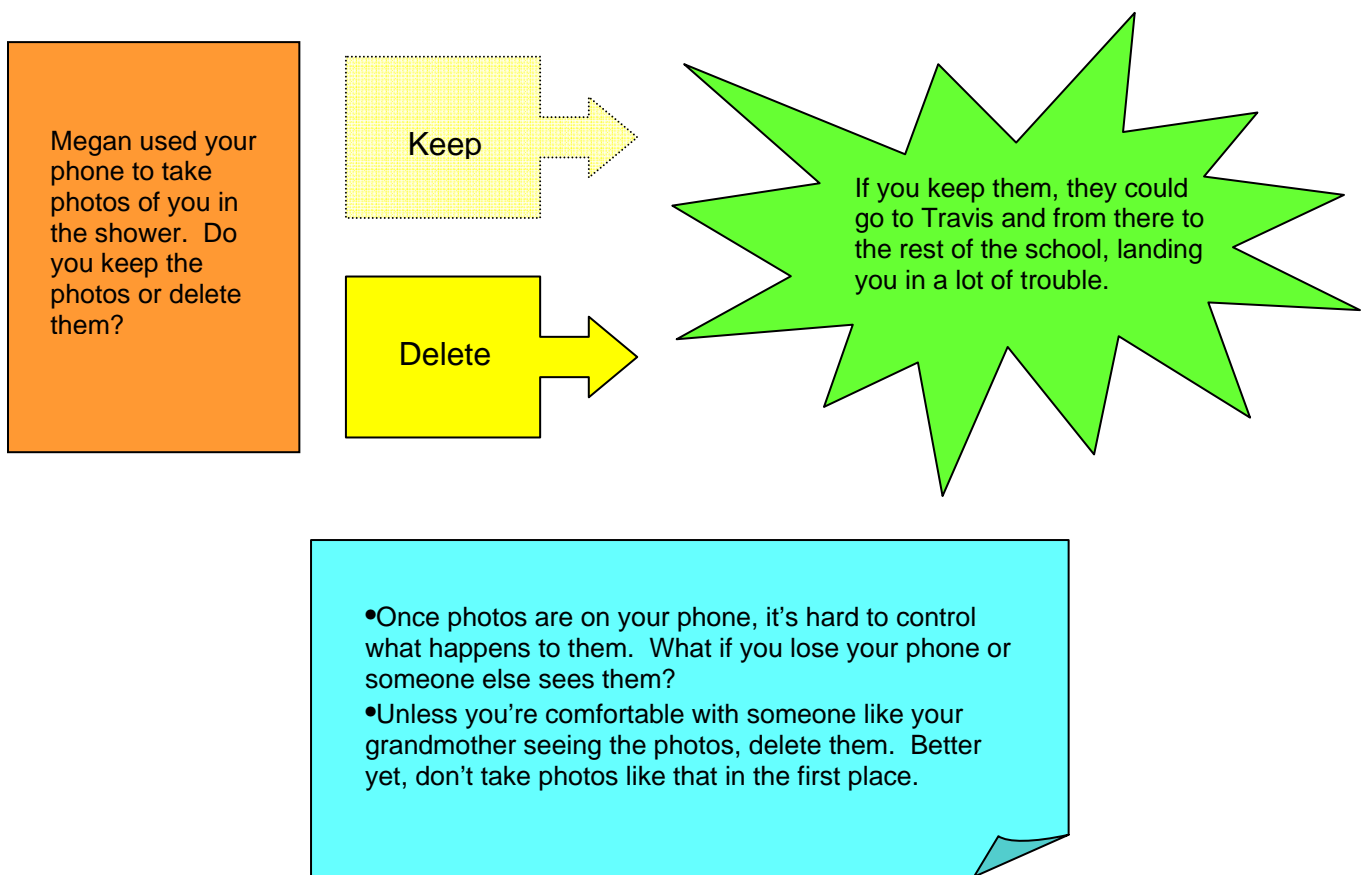 Megan used your
phone to take
photos of you in
the shower.  Do
you keep the
photos or delete
them?
Keep
Delete
If you keep them, they could
go to Travis and from there to
the rest of the school, landing
you in a lot of trouble.
•Once photos are on your phone, it's hard to control
what happens to them.  What if you lose your phone or
someone else sees them?
•Unless you're comfortable with someone like your
grandmother seeing the photos, delete them.  Better
yet, don't take photos like that in the first place.